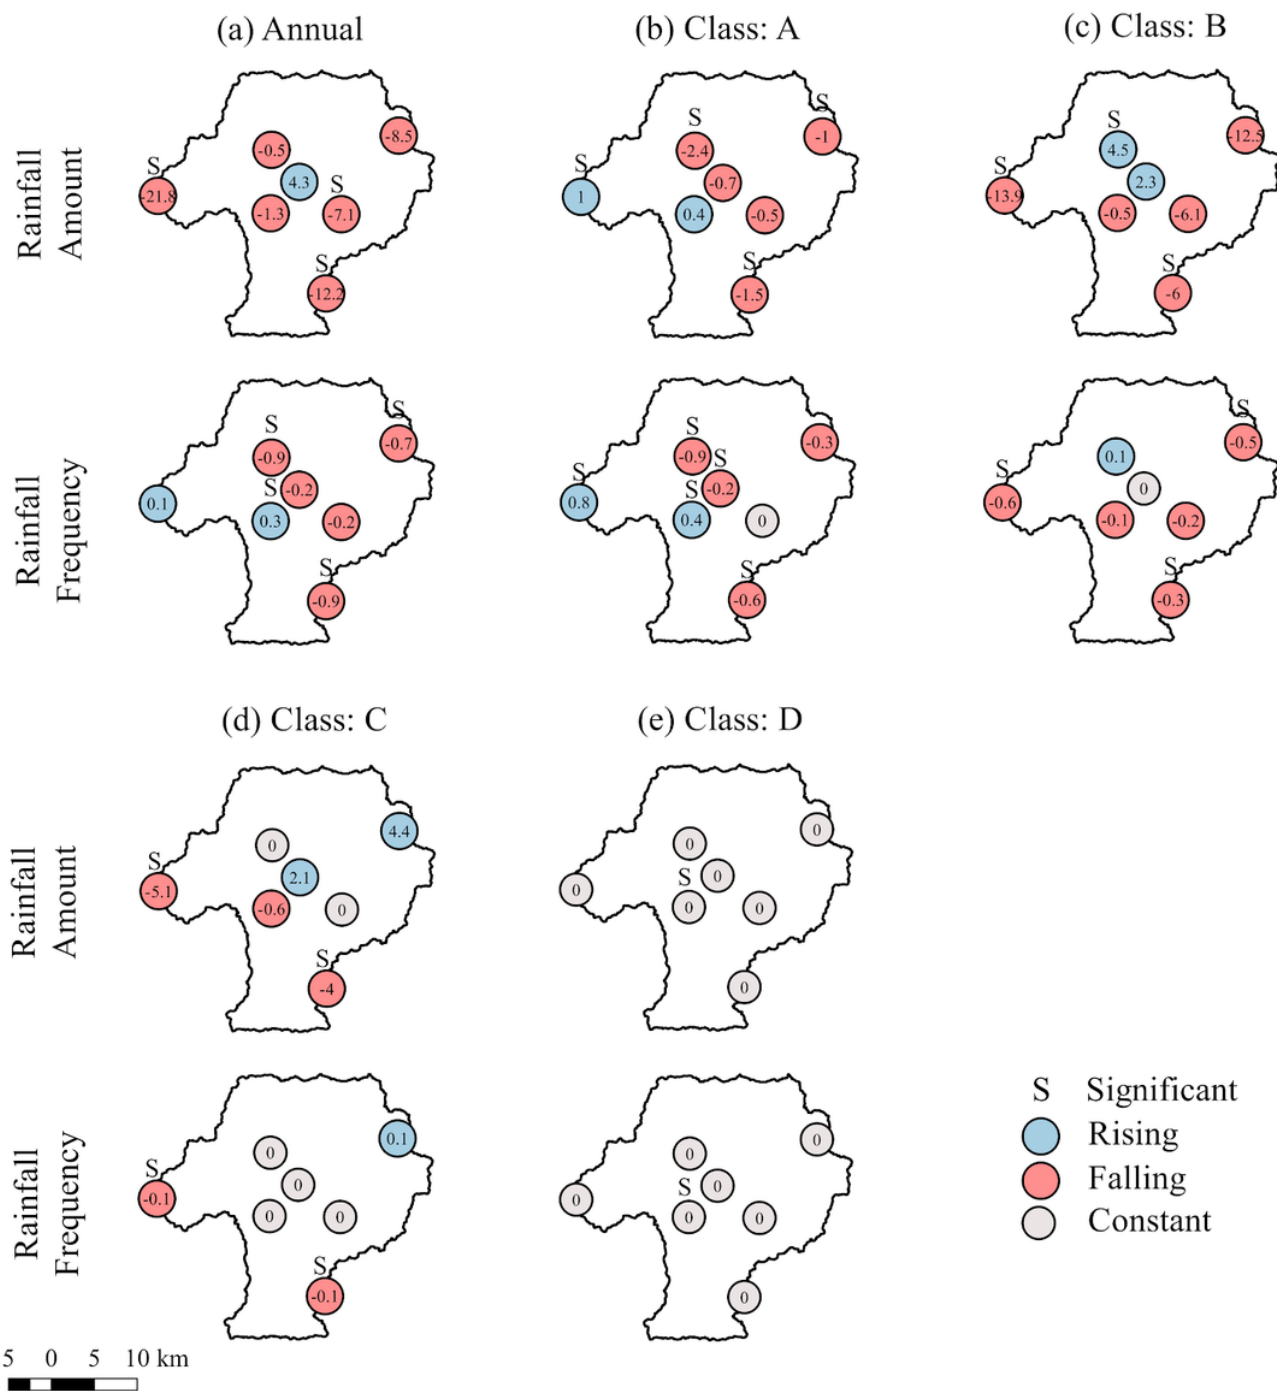 (a) Annual
(b) Class: A
(c) Class: B
Rainfall
Amount
S
-21.8
-0.5
4.3
-1.3
S
-7.1
-8.5
S
-12.2
S
1
S
-2.4
-0.7
0.4
-0.5
S
-1
S
-1.5
S
-13.9
S
4.5
2.3
-0.5
-6.1
-12.5
S
-6
Rainfall
Frequency
0.1
S
-0.9
-0.2
S
0.3
-0.2
S
-0.7
S
-0.9
S
0.8
S
-0.9
S
-0.2
S
0.4
0
-0.3
S
-0.6
S
-0.6
0.1
0
-0.1
-0.2
S
-0.5
S
-0.3
(d) Class: C
(e) Class: D
Rainfall
Amount
S
-5.1
0
2.1
-0.6
0
4.4
S
-4
0
0
0
S
0
0
0
0
Rainfall
Frequency
S
-0.1
0
0
0
0
0.1
S
-0.1
0
0
0
S
0
0
0
0
S Significant
Rising
Falling
Constant
5 0 5 10 km